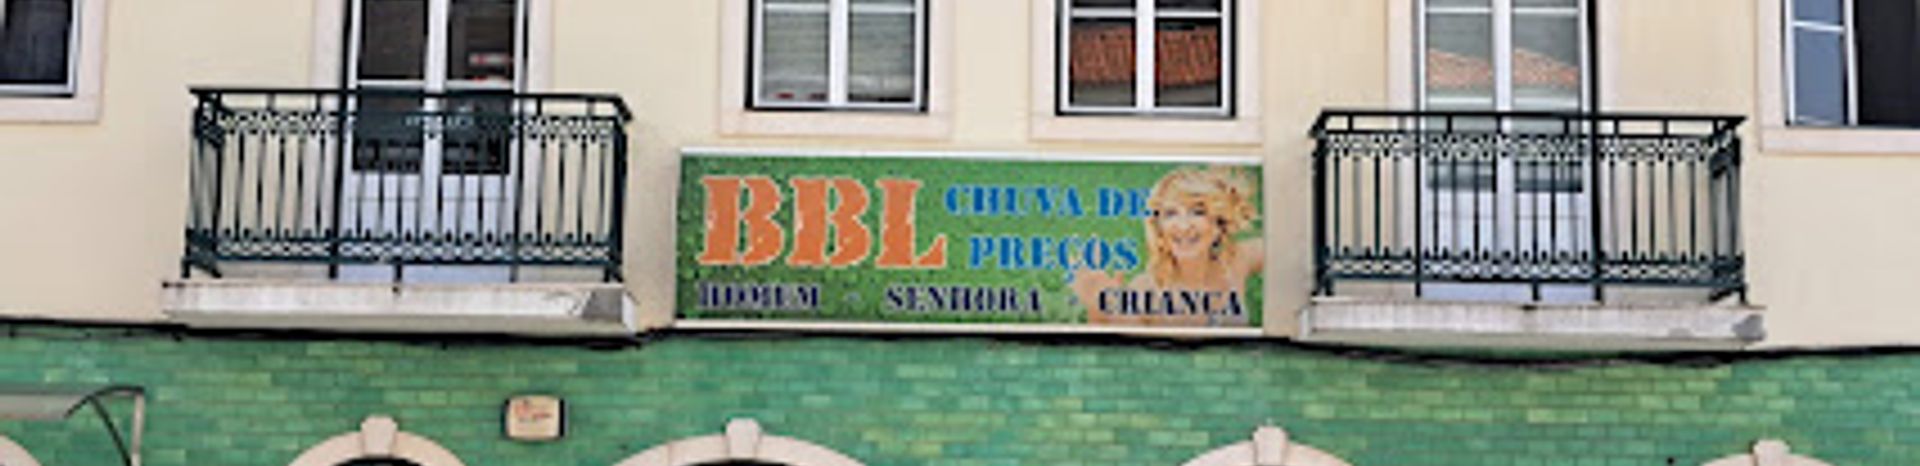 BBL
CHUVA DE
PREÇOS
HOMEM - SENHORA - CRIANÇA